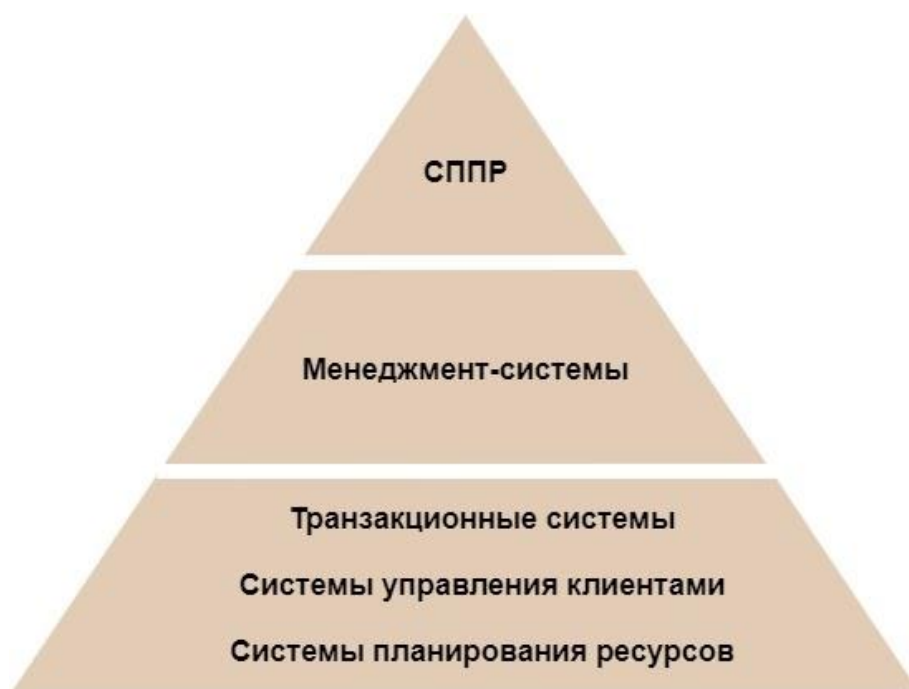 СППР
Менеджмент-системы
Транзакционные системы
Системы управления клиентами
Системы планирования ресурсов